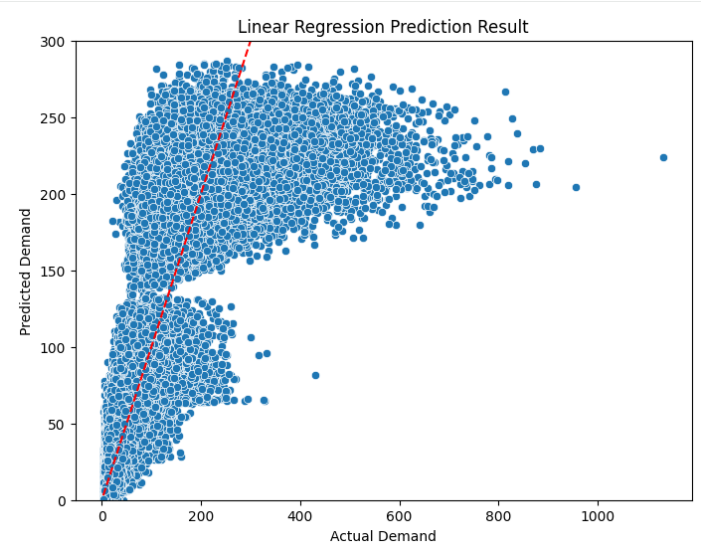 Linear Regression Prediction Result
300
250
200
150
100
50
0
Predicted Demand
0 200 400 600 800 1000
Actual Demand